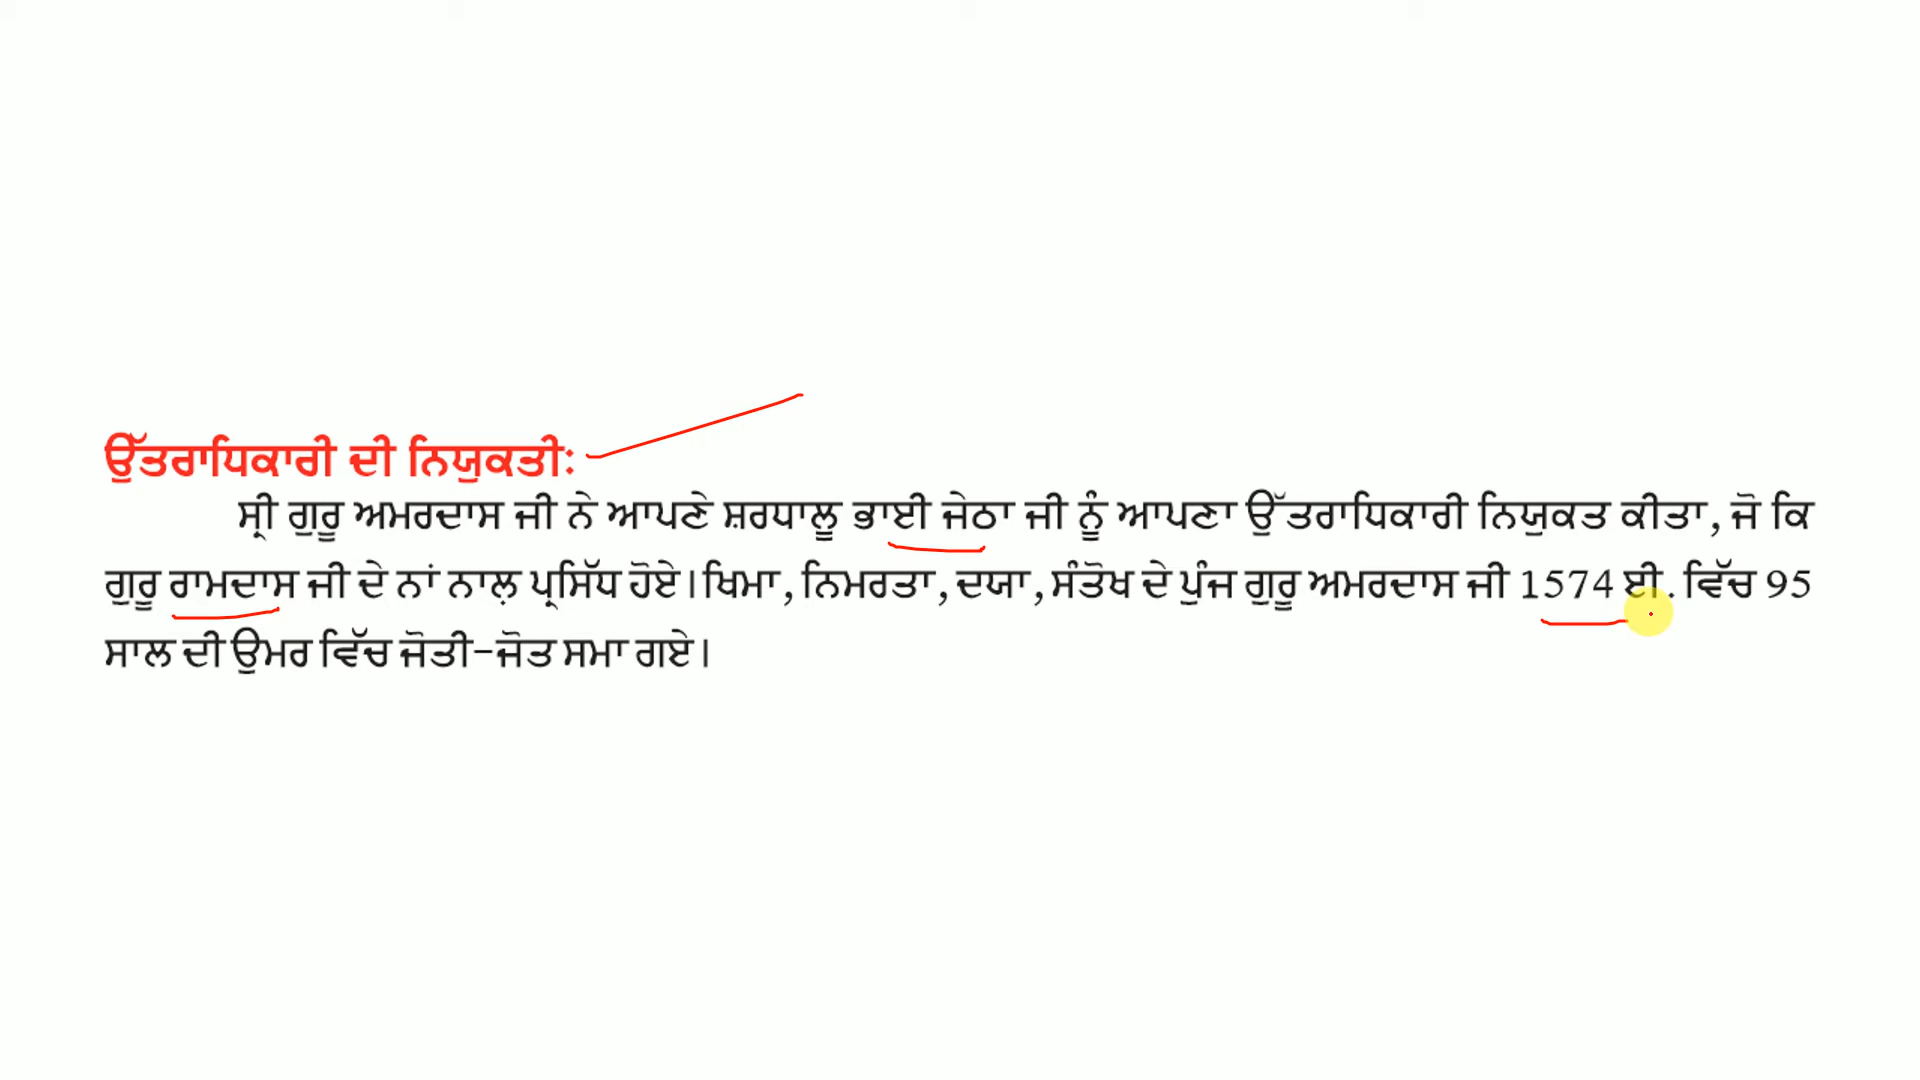 ਉੱਤਰਾਧਿਕਾਰੀ ਦੀ ਨਿਯੁਕਤੀ:
ਸ੍ਰੀ ਗੁਰੂ ਅਮਰਦਾਸ ਜੀ ਨੇ ਆਪਣੇ ਸ਼ਰਧਾਲੂ ਭਾਈ ਜੇਠਾ ਜੀ ਨੂੰ ਆਪਣਾ ਉੱਤਰਾਧਿਕਾਰੀ ਨਿਯੁਕਤ ਕੀਤਾ, ਜੋ ਕਿ
ਗੁਰੂ ਰਾਮਦਾਸ ਜੀ ਦੇ ਨਾਂ ਨਾਲ਼ ਪ੍ਰਸਿੱਧ ਹੋਏ। ਖਿਮਾ, ਨਿਮਰਤਾ, ਦਯਾ, ਸੰਤੋਖ ਦੇ ਪੁੰਜ ਗੁਰੂ ਅਮਰਦਾਸ ਜੀ 1574 ਈ. ਵਿੱਚ 95
ਸਾਲ ਦੀ ਉਮਰ ਵਿੱਚ ਜੋਤੀ-ਜੋਤ ਸਮਾ ਗਏ।